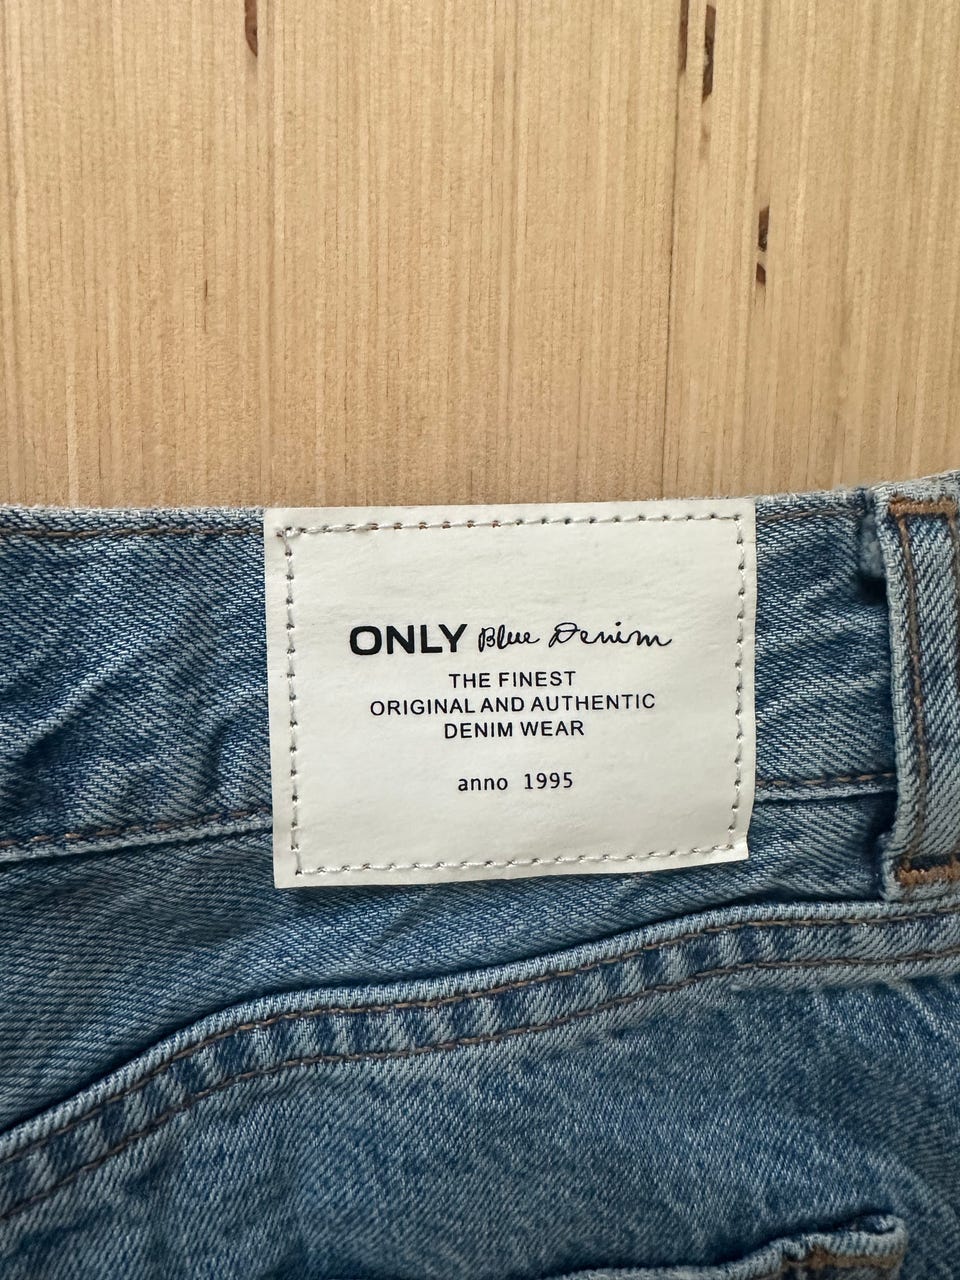 ONLY Blue Denim
THE FINEST
ORIGINAL AND AUTHENTIC
DENIM WEAR
anno 1995